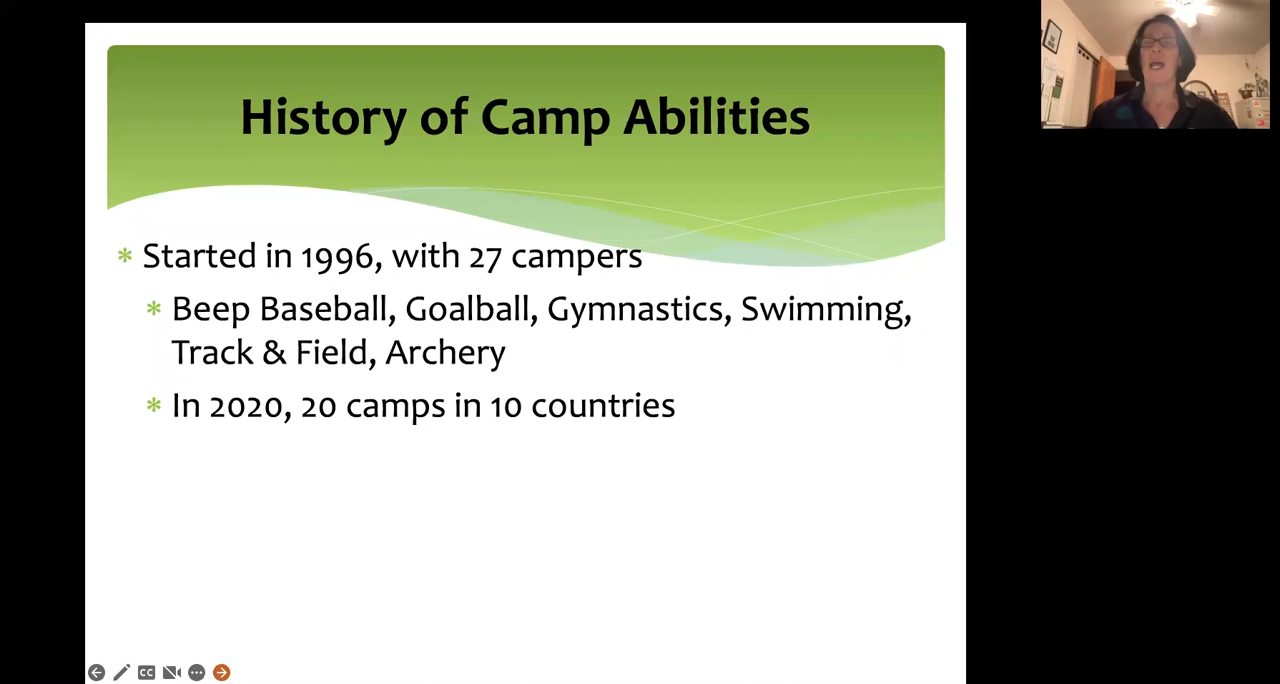 History of Camp Abilities
* Started in 1996, with 27 campers
* Beep Baseball, Goalball, Gymnastics, Swimming,
Track & Field, Archery
* In 2020, 20 camps in 10 countries
CC